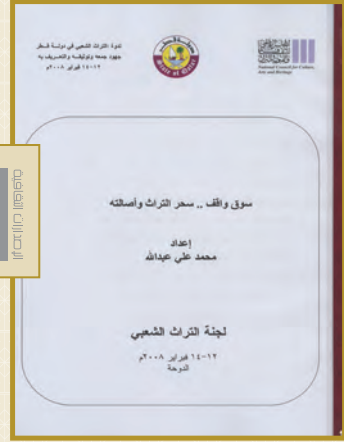 ندوة التراث الشعبي في دولة قطر
جهود جمعه وتوثيقه والتعريف به
١٢-١٤ فبراير ٢٠٠٨م
State of Qatar
National Council for Culture,
Arts and Heritage
سوق واقف .. سحر التراث وأصالته
إعداد
محمد علي عبدالله
لجنة التراث الشعبي
١٢-١٤ فبراير ٢٠٠٨م
الدوحة